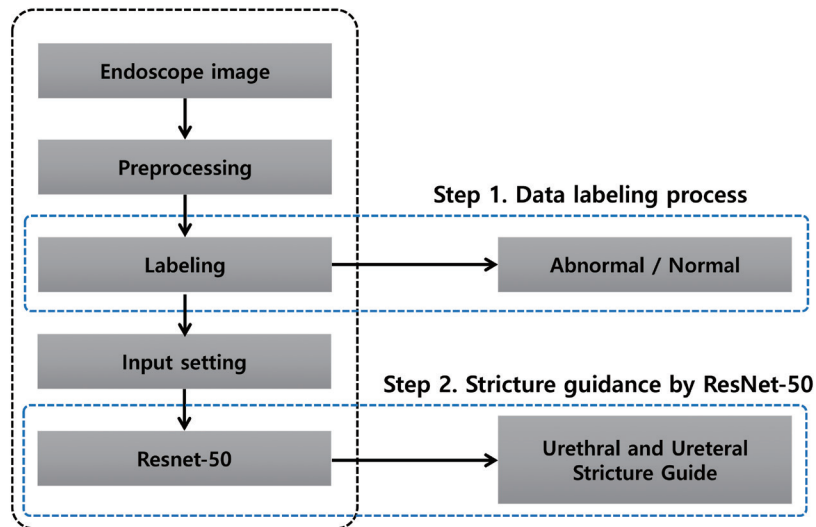 Endoscope image
Preprocessing
Step 1. Data labeling process
Labeling
Abnormal / Normal
Input setting
Step 2. Stricture guidance by ResNet-50
Resnet-50
Urethral and Ureteral
Stricture Guide